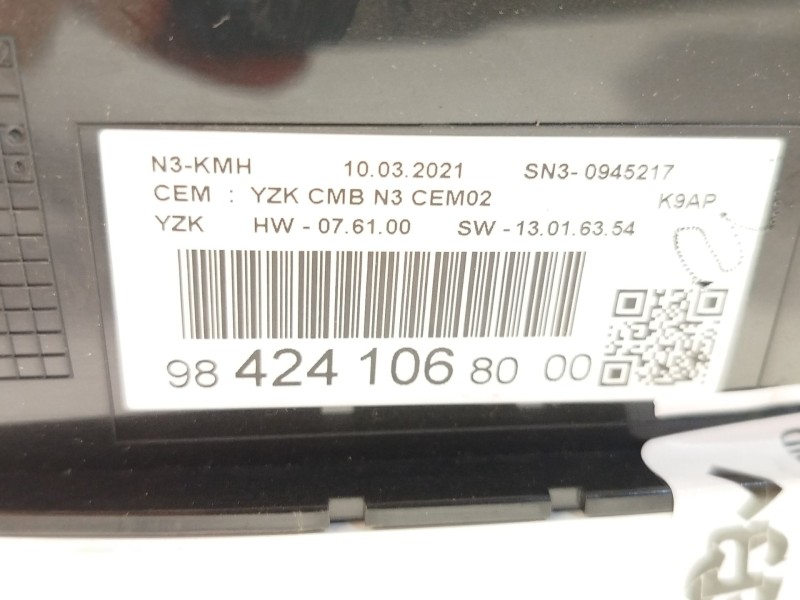 N3-KMH 10.03.2021 SN3-0945217
CEM : YZK CMB N3 CEM02 K9AP
YZK HW - 07.61.00 SW - 13.01.63.54
98 424 106 80 00